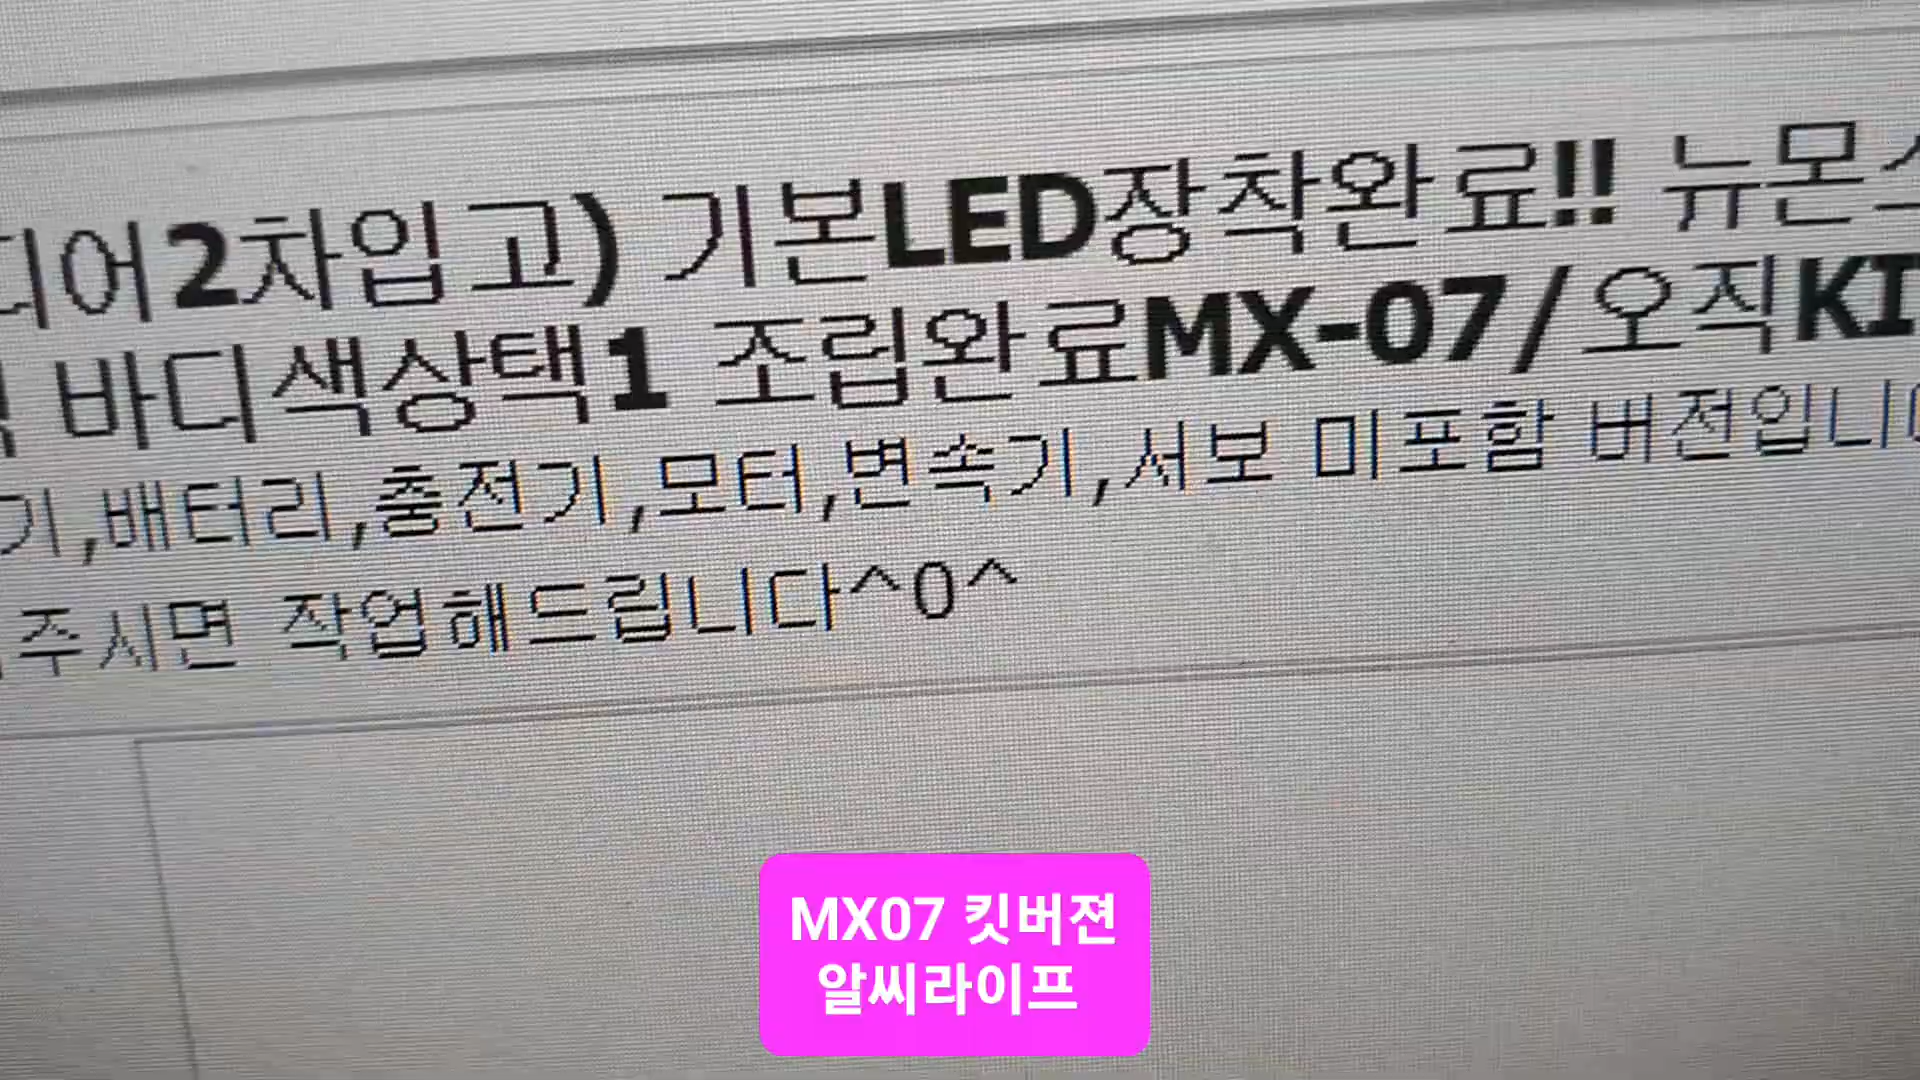 디어2차입고) 기본LED장착완료!! 뉴몬스
바디색상택1 조립완료MX-07/오직KI
기,배터리,충전기,모터,변속기,서보 미포함 버전입니
주시면 작업해드립니다^0^
MX07 킷버젼
알씨라이프